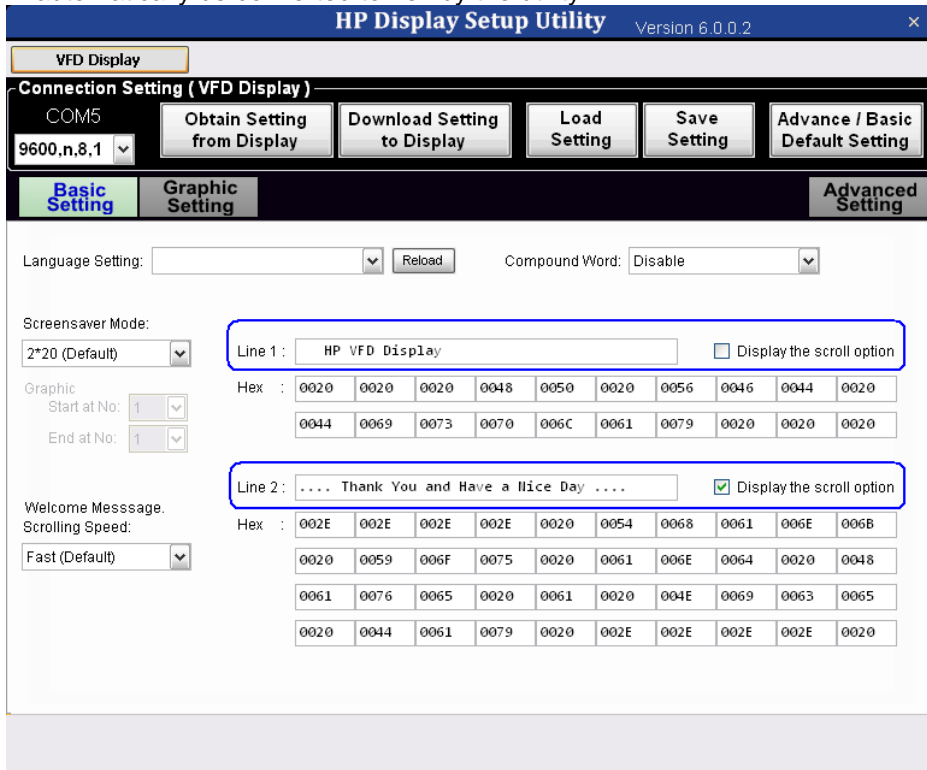 HP Display Setup Utility Version 6.0.0.2 ×
VFD Display
Connection Setting ( VFD Display )
COM5
9600,n,8,1
Obtain Setting
from Display
Download Setting
to Display
Load
Setting
Save
Setting
Advance / Basic
Default Setting
Basic
Setting
Graphic
Setting
Advanced
Setting
Language Setting:
Reload
Compound Word: Disable
Screensaver Mode:
2*20 (Default)
Graphic
Start at No: 1
End at No: 1
Line 1 : HP VFD Display
Display the scroll option
Hex : 0020 0020 0020 0048 0050 0020 0056 0046 0044 0020
0044 0069 0073 0070 006C 0061 0079 0020 0020 0020
Welcome Messsage.
Scrolling Speed:
Fast (Default)
Line 2 : .... Thank You and Have a Nice Day ....
Display the scroll option
Hex : 002E 002E 002E 002E 0020 0054 0068 0061 006E 006B
0020 0059 006F 0075 0020 0061 006E 0064 0020 0048
0061 0076 0065 0020 0061 0020 004E 0069 0063 0065
0020 0044 0061 0079 0020 002E 002E 002E 002E 0020